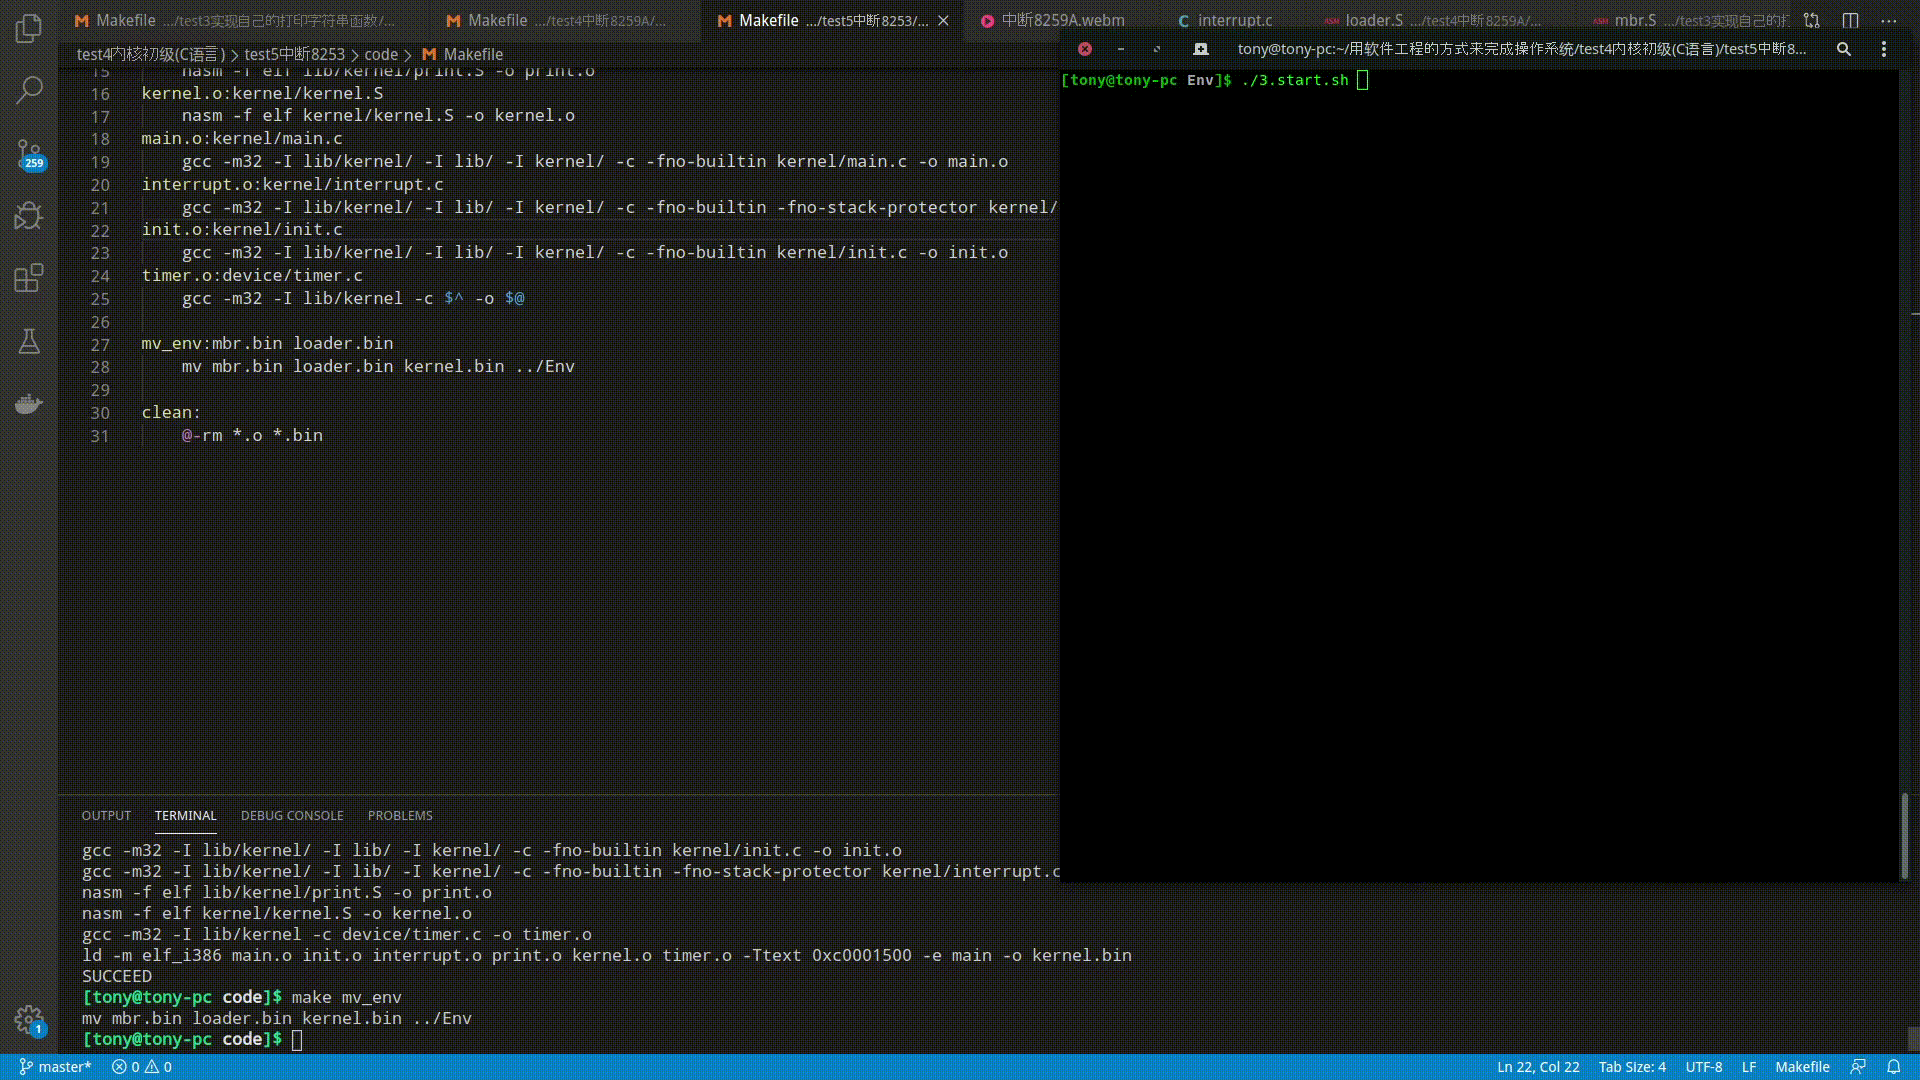 Makefile .../test3实现自己的打印字符串函数/...
Makefile .../test4中断8259A/...
Makefile .../test5中断8253/...
中断8259A.webm
interrupt.c
loader.S .../test4中断8259A/...
mbr.S
test4内核初级(C语言) > test5中断8253 > code > Makefile
15 nasm -f elf lib/kernel/print.S -o print.o
16 kernel.o:kernel/kernel.S
17 nasm -f elf kernel/kernel.S -o kernel.o
18 main.o:kernel/main.c
19 gcc -m32 -I lib/kernel/ -I lib/ -I kernel/ -c -fno-builtin kernel/main.c -o main.o
20 interrupt.o:kernel/interrupt.c
21 gcc -m32 -I lib/kernel/ -I lib/ -I kernel/ -c -fno-builtin -fno-stack-protector kernel/
22 init.o:kernel/init.c
23 gcc -m32 -I lib/kernel/ -I lib/ -I kernel/ -c -fno-builtin kernel/init.c -o init.o
24 timer.o:device/timer.c
25 gcc -m32 -I lib/kernel -c $^ -o $@
26
27 mv_env:mbr.bin loader.bin
28 mv mbr.bin loader.bin kernel.bin ../Env
29
30 clean:
31 @-rm *.o *.bin
tony@tony-pc:~/用软件工程的方式来完成操作系统/test4内核初级(C语言)/test5中断8...
[tony@tony-pc Env]$ ./3.start.sh
259
OUTPUT TERMINAL DEBUG CONSOLE PROBLEMS
gcc -m32 -I lib/kernel/ -I lib/ -I kernel/ -c -fno-builtin kernel/init.c -o init.o
gcc -m32 -I lib/kernel/ -I lib/ -I kernel/ -c -fno-builtin -fno-stack-protector kernel/interrupt.c
nasm -f elf lib/kernel/print.S -o print.o
nasm -f elf kernel/kernel.S -o kernel.o
gcc -m32 -I lib/kernel -c device/timer.c -o timer.o
ld -m elf_i386 main.o init.o interrupt.o print.o kernel.o timer.o -Ttext 0xc0001500 -e main -o kernel.bin
SUCCEED
[tony@tony-pc code]$ make mv_env
mv mbr.bin loader.bin kernel.bin ../Env
[tony@tony-pc code]$
1
master* 0 0
Ln 22, Col 22 Tab Size: 4 UTF-8 LF Makefile